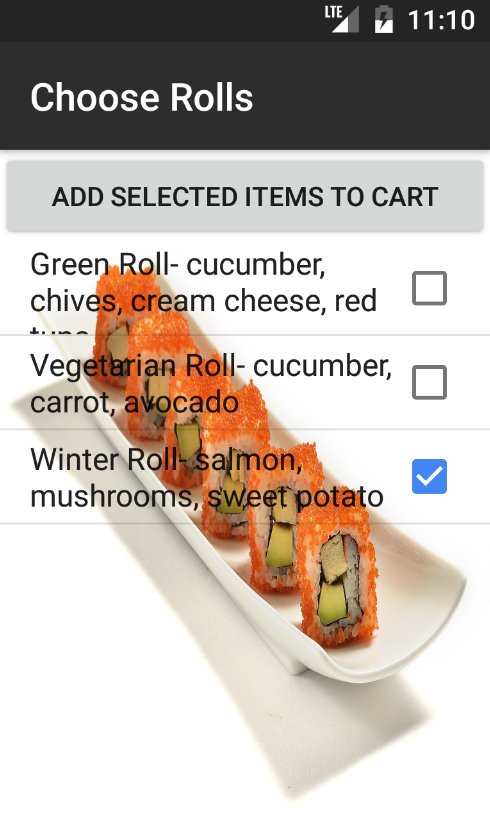 LTE 11:10
Choose Rolls
ADD SELECTED ITEMS TO CART
Green Roll- cucumber,
chives, cream cheese, red
Vegetarian Roll- cucumber,
carrot, avocado
Winter Roll- salmon,
mushrooms, sweet potato